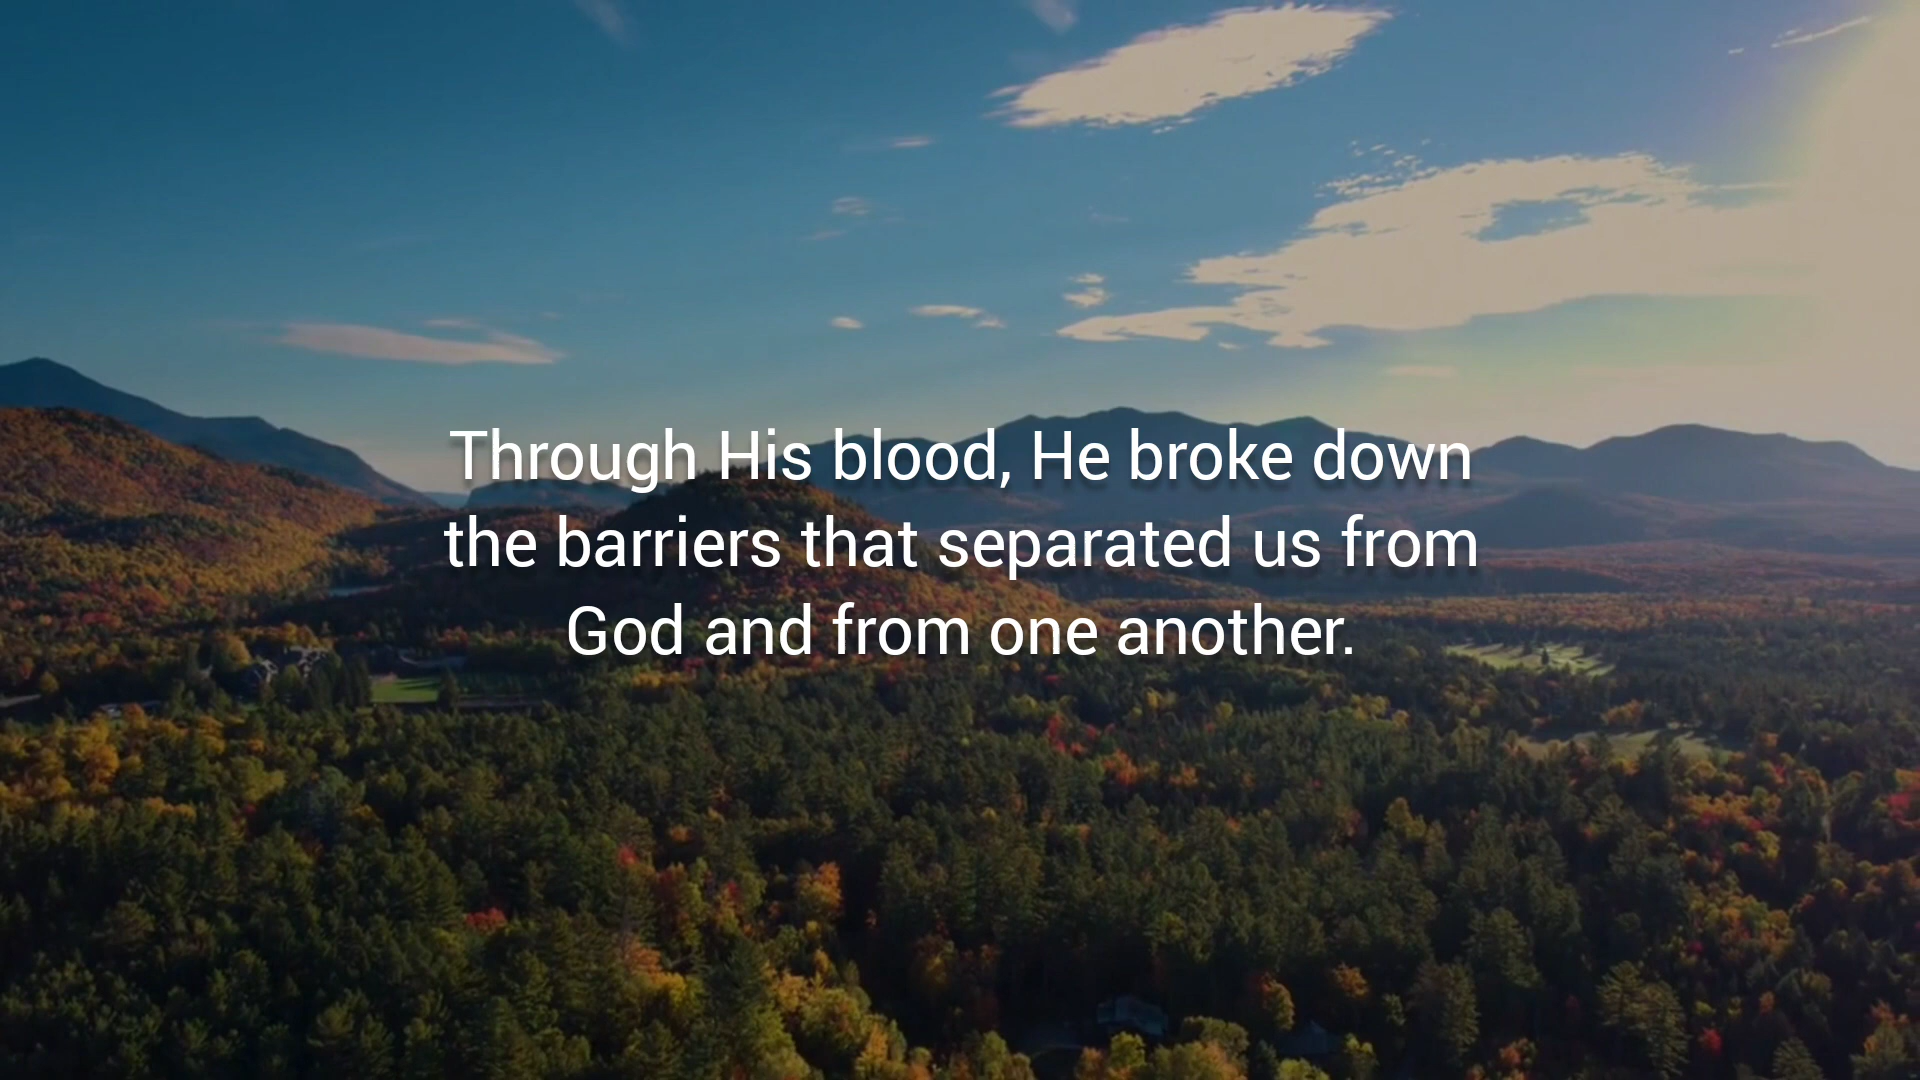 Through His blood, He broke down
the barriers that separated us from
God and from one another.